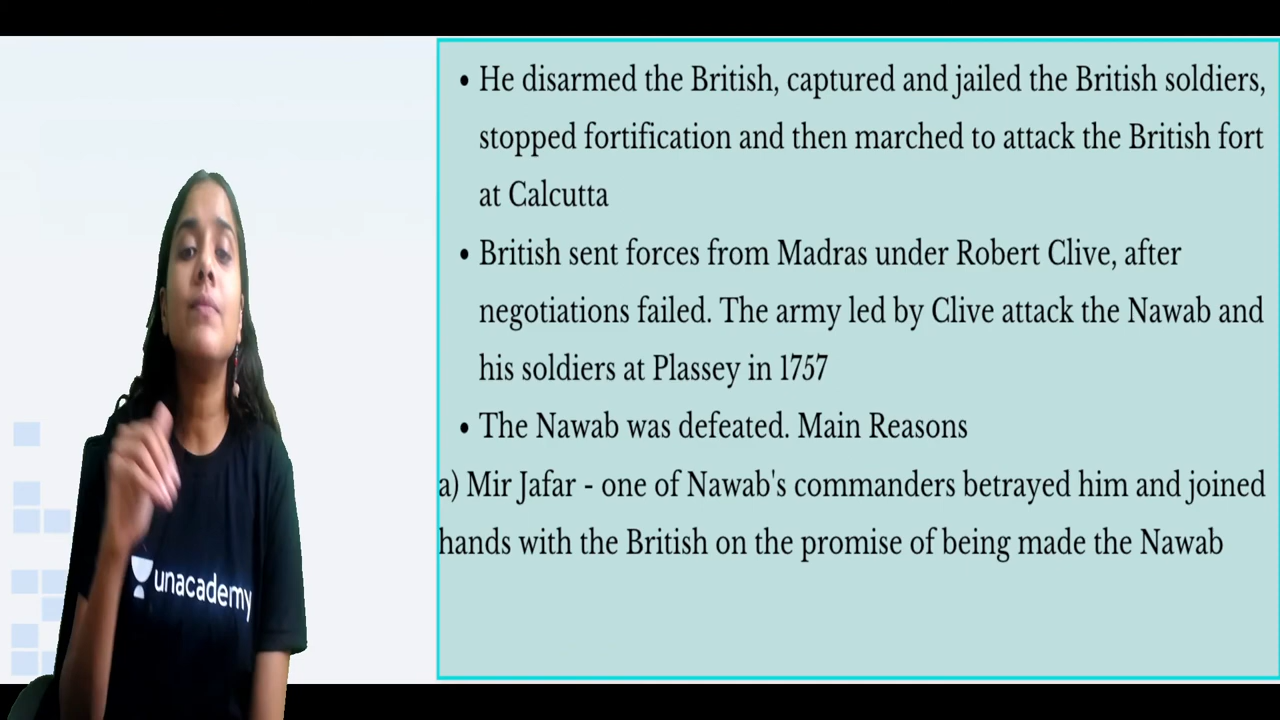 • He disarmed the British, captured and jailed the British soldiers,
stopped fortification and then marched to attack the British fort
at Calcutta
• British sent forces from Madras under Robert Clive, after
negotiations failed. The army led by Clive attack the Nawab and
his soldiers at Plassey in 1757
• The Nawab was defeated. Main Reasons
a) Mir Jafar - one of Nawab's commanders betrayed him and joined
hands with the British on the promise of being made the Nawab
unacademy